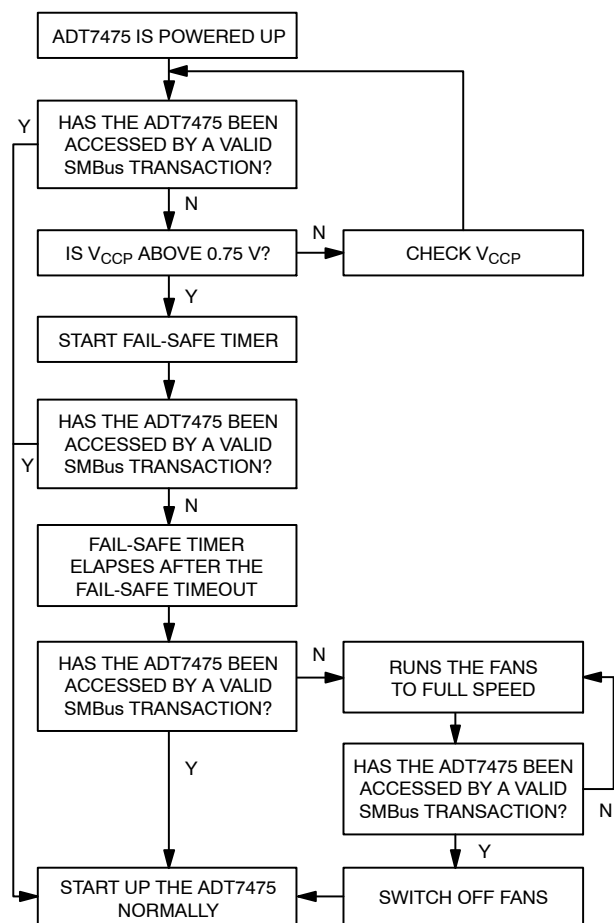 ADT7475 IS POWERED UP
HAS THE ADT7475 BEEN
ACCESSED BY A VALID
SMBus TRANSACTION?
Y
N
IS VCCP ABOVE 0.75 V?
N
CHECK VCCP
Y
START FAIL-SAFE TIMER
HAS THE ADT7475 BEEN
ACCESSED BY A VALID
SMBus TRANSACTION?
Y
N
FAIL-SAFE TIMER
ELAPSES AFTER THE
FAIL-SAFE TIMEOUT
HAS THE ADT7475 BEEN
ACCESSED BY A VALID
SMBus TRANSACTION?
N
RUNS THE FANS
TO FULL SPEED
Y
HAS THE ADT7475 BEEN
ACCESSED BY A VALID
SMBus TRANSACTION?
N
Y
START UP THE ADT7475
NORMALLY
SWITCH OFF FANS